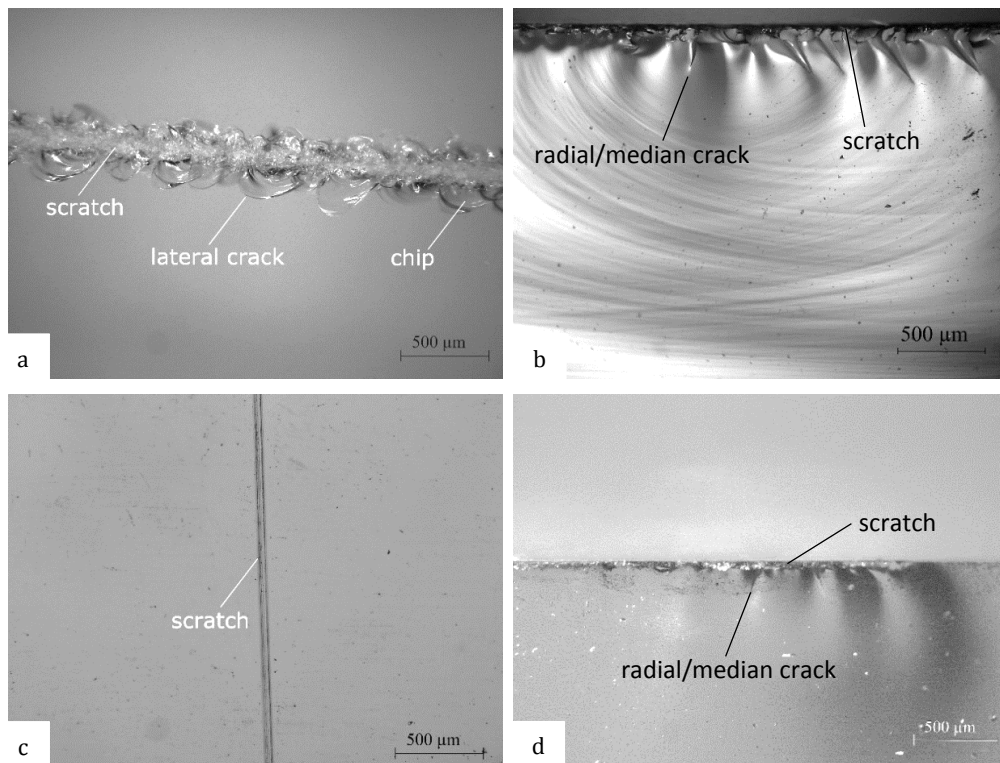 scratch
lateral crack
chip
500 µm
a
radial/median crack
scratch
500 µm
b
scratch
500 µm
c
scratch
radial/median crack
500 µm
d